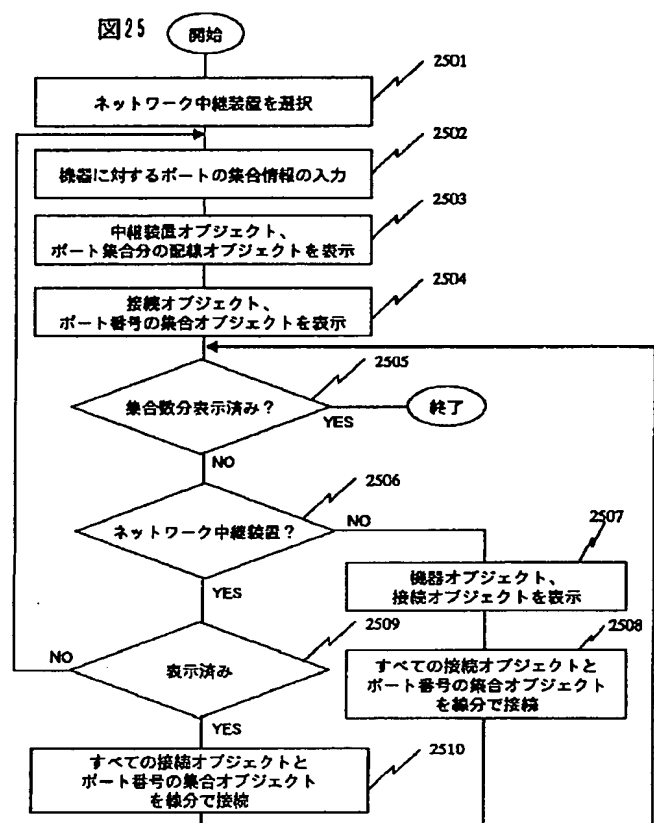 図25
開始
2501
ネットワーク中継装置を選択
2502
機器に対するポートの集合情報の入力
2503
中継装置オブジェクト、
ポート集合分の配線オブジェクトを表示
2504
接続オブジェクト、
ポート番号の集合オブジェクトを表示
2505
集合数分表示済み？
YES
終了
NO
2506
ネットワーク中継装置？
NO
2507
機器オブジェクト、
接続オブジェクトを表示
YES
2509
2508
NO
表示済み
すべての接続オブジェクトと
ポート番号の集合オブジェクト
を線分で接続
YES
2510
すべての接続オブジェクトと
ポート番号の集合オブジェクト
を線分で接続